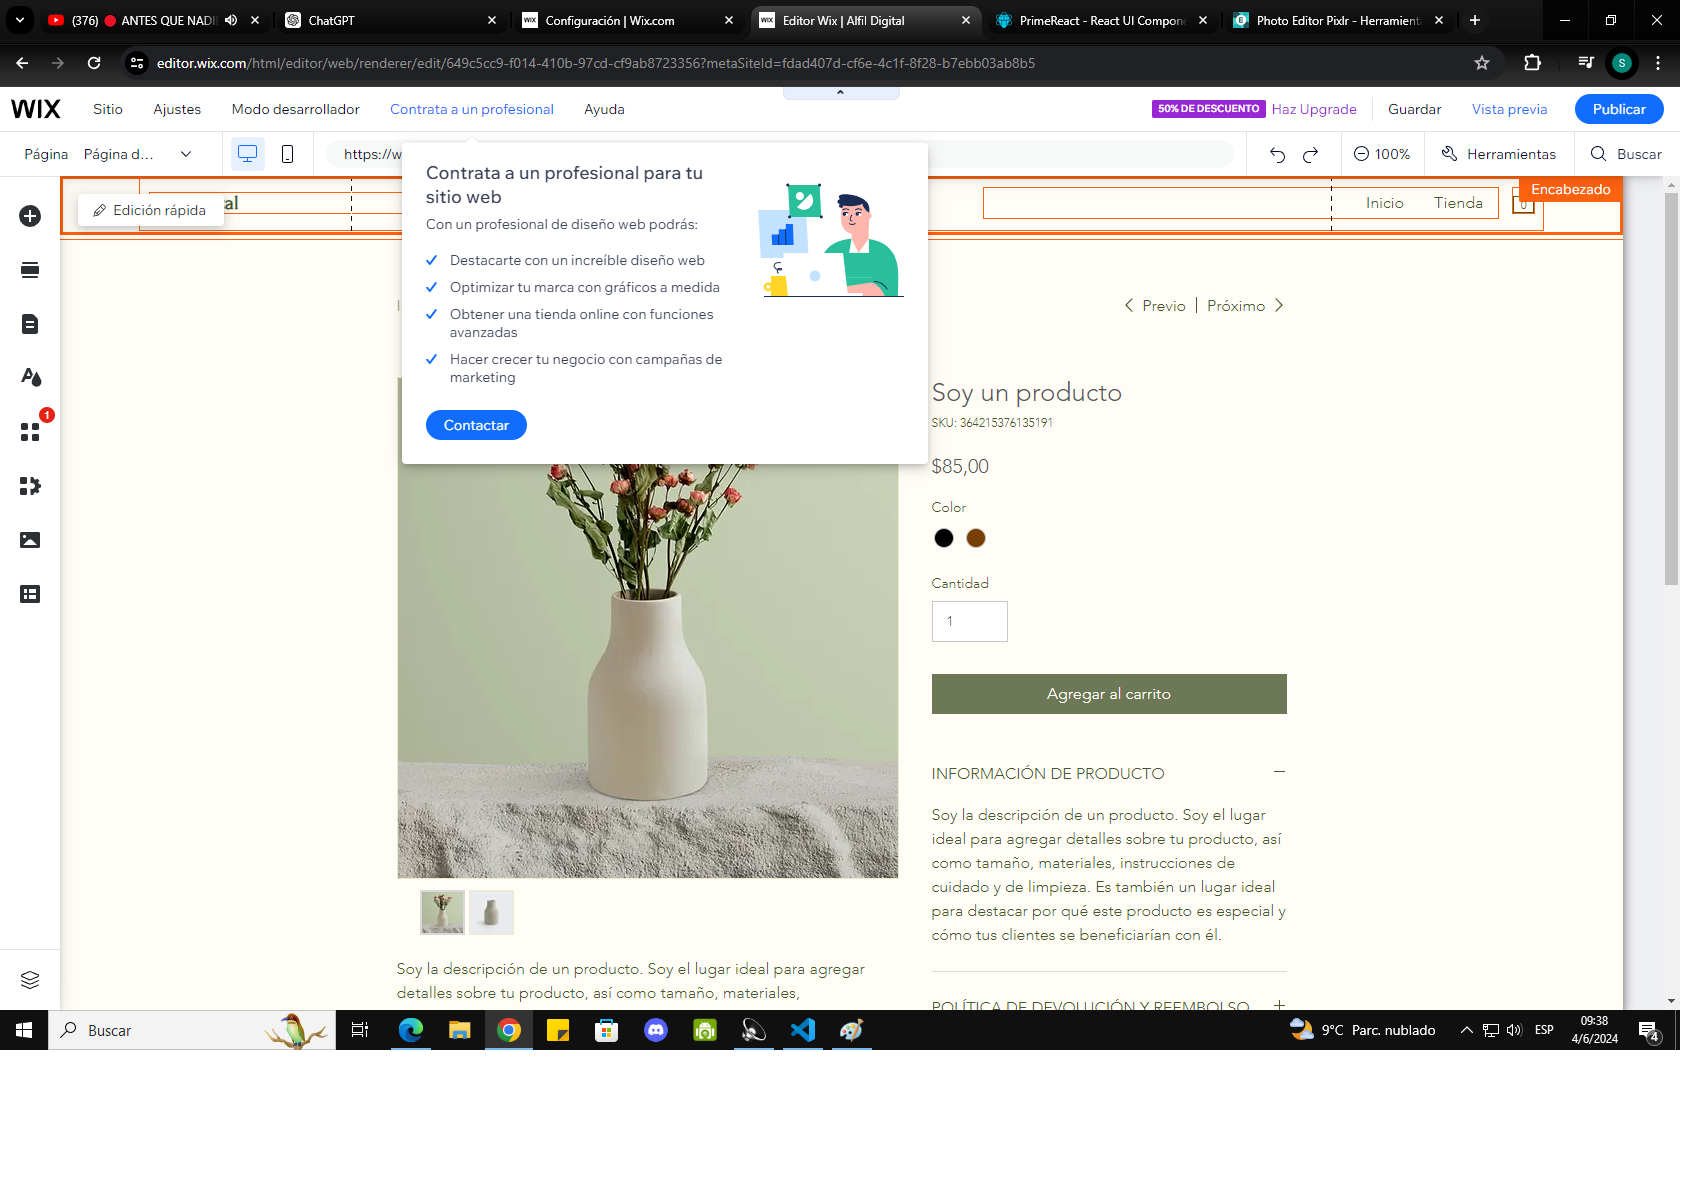 (376) 🔴 ANTES QUE NADI
ChatGPT
Configuración | Wix.com
Editor Wix | Alfil Digital
PrimeReact - React UI Compon
Photo Editor Pixlr - Herramient
editor.wix.com/html/editor/web/renderer/edit/649c5cc9-f014-410b-97cd-cf9ab8723356?metaSiteId=fdad407d-cf6e-4c1f-8f28-b7ebb03ab8b5
S
WIX
Sitio
Ajustes
Modo desarrollador
Contrata a un profesional
Ayuda
50% DE DESCUENTO
Haz Upgrade
Guardar
Vista previa
Publicar
Página
Página d...
https://w
100%
Herramientas
Buscar
Edición rápida
al
Inicio
Tienda
0
Encabezado
Contrata a un profesional para tu
sitio web
Con un profesional de diseño web podrás:
Destacarte con un increíble diseño web
Optimizar tu marca con gráficos a medida
Obtener una tienda online con funciones
avanzadas
Hacer crecer tu negocio con campañas de
marketing
Contactar
1
Previo | Próximo
Soy un producto
SKU: 364215376135191
$85,00
Color
Cantidad
1
Agregar al carrito
INFORMACIÓN DE PRODUCTO
Soy la descripción de un producto. Soy el lugar
ideal para agregar detalles sobre tu producto, así
como tamaño, materiales, instrucciones de
cuidado y de limpieza. Es también un lugar ideal
para destacar por qué este producto es especial y
cómo tus clientes se beneficiarían con él.
POLÍTICA DE DEVOLUCIÓN Y REEMBOLSO
Soy la descripción de un producto. Soy el lugar ideal para agregar
detalles sobre tu producto, así como tamaño, materiales,
Buscar
9°C Parc. nublado
ESP
09:38
4/6/2024
4